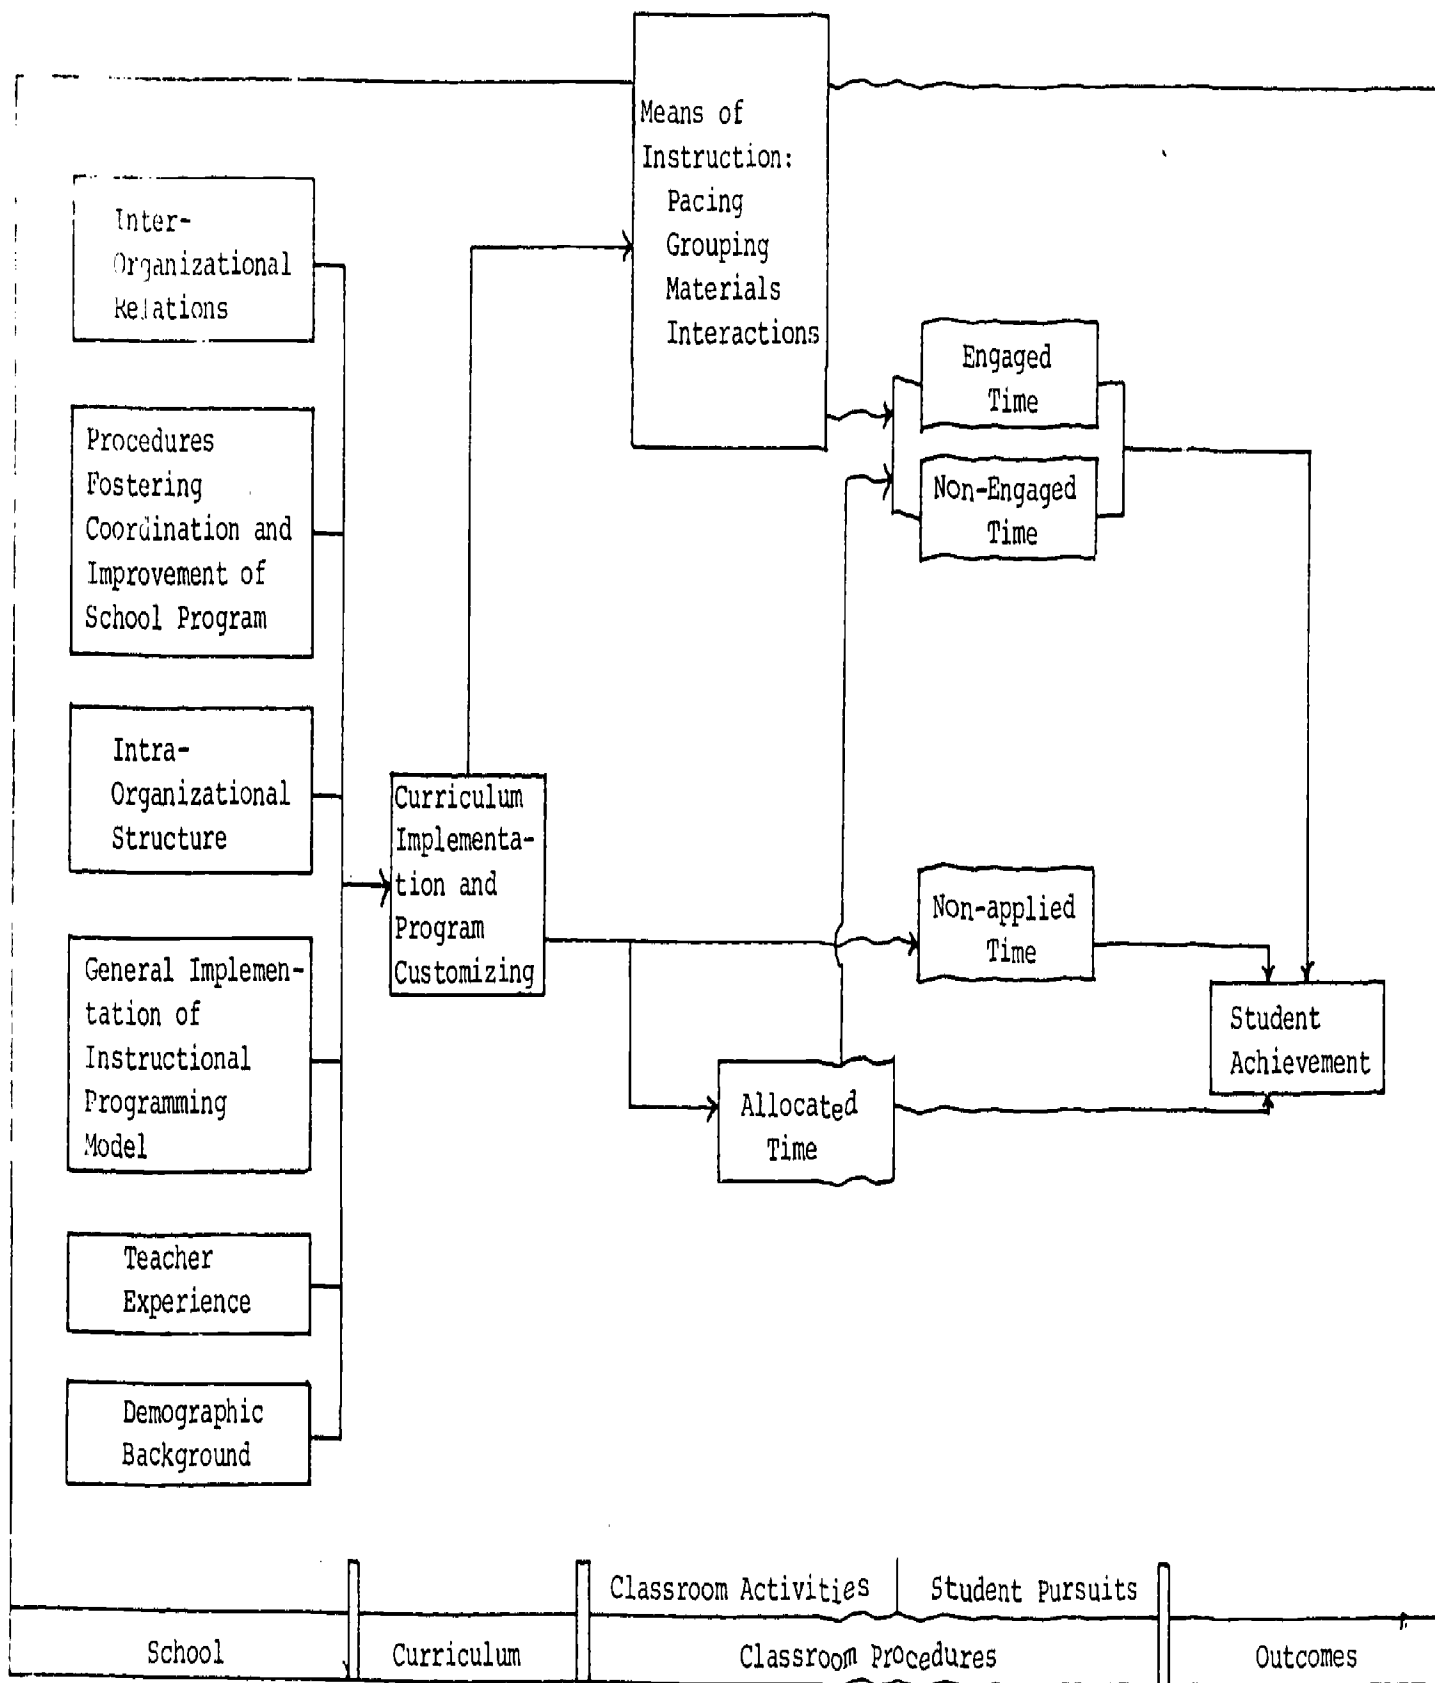 Means of
Instruction:
Pacing
Grouping
Materials
Interactions
Inter-
Organizational
Relations
Procedures
Fostering
Coordination and
Improvement of
School Program
Intra-
Organizational
Structure
General Implemen-
tation of
Instructional
Programming
Model
Teacher
Experience
Demographic
Background
Curriculum
Implementa-
tion and
Program
Customizing
Engaged
Time
Non-Engaged
Time
Non-applied
Time
Allocated
Time
Student
Achievement
Classroom Activities
Student Pursuits
School
Curriculum
Classroom Procedures
Outcomes